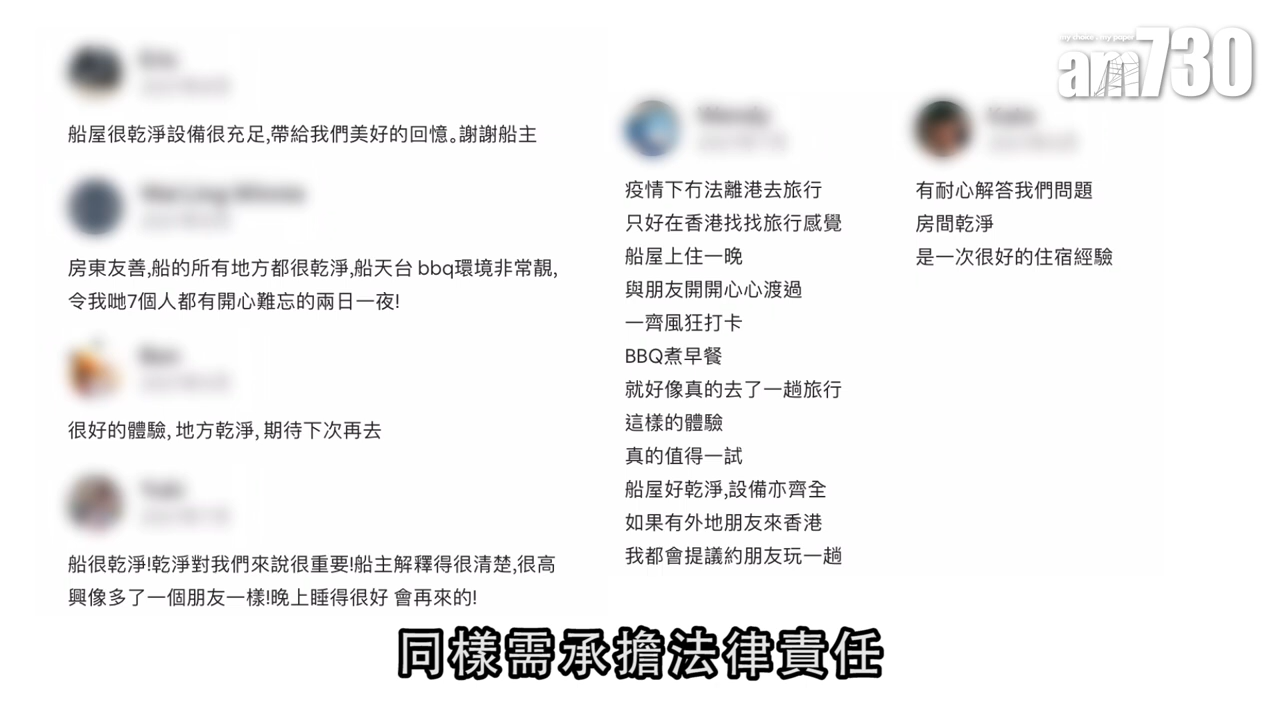 my choice . my paper
am730
船屋很乾淨設備很充足,帶給我們美好的回憶。謝謝船主
房東友善,船的所有地方都很乾淨,船天台 bbq環境非常靚,
令我哋7個人都有開心難忘的兩日一夜!
很好的體驗, 地方乾淨, 期待下次再去
船很乾淨!乾淨對我們來說很重要!船主解釋得很清楚,很高
興像多了一個朋友一樣!晚上睡得很好 會再來的!
疫情下冇法離港去旅行
只好在香港找找旅行感覺
船屋上住一晚
與朋友開開心心渡過
一齊風狂打卡
BBQ煮早餐
就好像真的去了一趟旅行
這樣的體驗
真的值得一試
船屋好乾淨,設備亦齊全
如果有外地朋友來香港
我都會提議約朋友玩一趟
有耐心解答我們問題
房間乾淨
是一次很好的住宿經驗
同樣需承擔法律責任